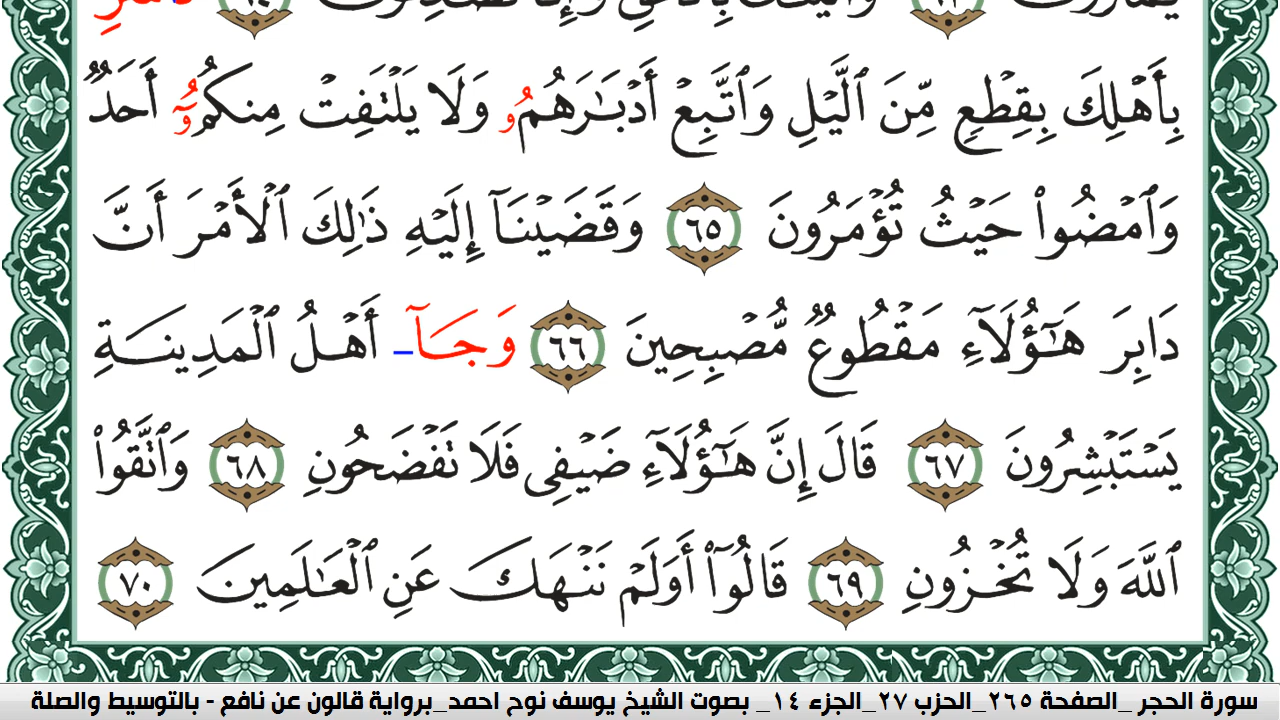 بِأَهْلِكَ بِقِطْعٍ مِّنَ ٱلَّيْلِ وَٱتَّبِعْ أَدْبَٰرَهُمُۥ وَلَا يَلْتَفِتْ مِنكُمُۥٓ أَحَدٌ
وَٱمْضُواْ حَيْثُ تُؤْمَرُونَ ٦٥ وَقَضَيْنَآ إِلَيْهِ ذَٰلِكَ ٱلْأَمْرَ أَنَّ
دَابِرَ هَٰٓؤُلَآءِ مَقْطُوعٌ مُّصْبِحِينَ ٦٦ وَجَآ أَهْلُ ٱلْمَدِينَةِ
يَسْتَبْشِرُونَ ٦٧ قَالَ إِنَّ هَٰٓؤُلَآءِ ضَيْفِى فَلَا تَفْضَحُونِ ٦٨ وَٱتَّقُواْ
ٱللَّهَ وَلَا تُخْزُونِ ٦٩ قَالُوٓاْ أَوَلَمْ نَنْهَكَ عَنِ ٱلْعَٰلَمِينَ ٧٠
سورة الحجر _الصفحة ٢٦٥_الحزب ٢٧_الجزء ١٤_ بصوت الشيخ يوسف نوح احمد_برواية قالون عن نافع - بالتوسيط والصلة